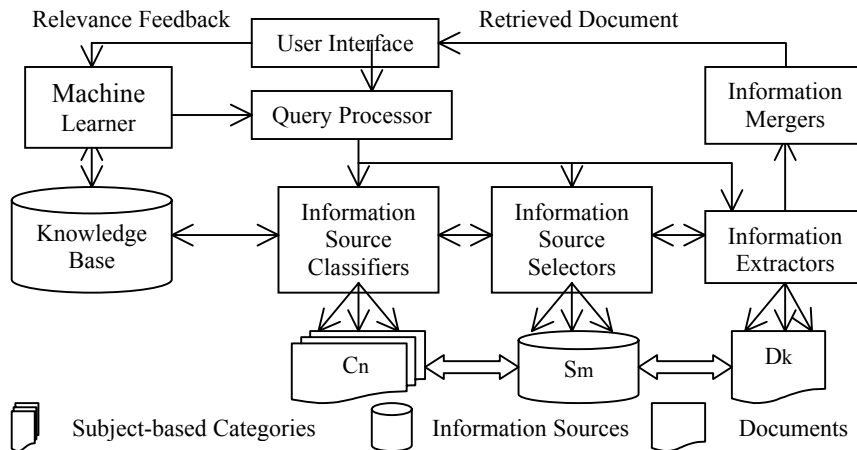 Relevance Feedback
Retrieved Document
User Interface
Machine
Learner
Query Processor
Information
Mergers
Knowledge
Base
Information
Source
Classifiers
Information
Source
Selectors
Information
Extractors
Cn
Sm
Dk
Subject-based Categories
Information Sources
Documents